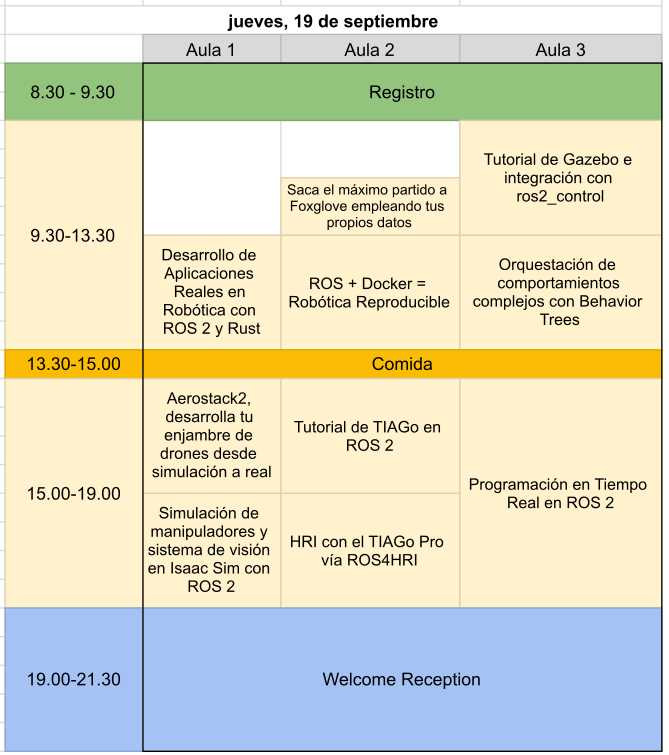 jueves, 19 de septiembre
Aula 1
Aula 2
Aula 3
8.30 - 9.30
Registro
9.30-13.30
Saca el máximo partido a
Foxglove empleando tus
propios datos
Tutorial de Gazebo e
integración con
ros2_control
Desarrollo de
Aplicaciones
Reales en
Robótica con
ROS 2 y Rust
ROS + Docker =
Robótica Reproducible
Orquestación de
comportamientos
complejos con Behavior
Trees
13.30-15.00
Comida
15.00-19.00
Aerostack2,
desarrolla tu
enjambre de
drones desde
simulación a real
Tutorial de TIAGo en
ROS 2
Programación en Tiempo
Real en ROS 2
Simulación de
manipuladores y
sistema de visión
en Isaac Sim con
ROS 2
HRI con el TIAGo Pro
vía ROS4HRI
19.00-21.30
Welcome Reception